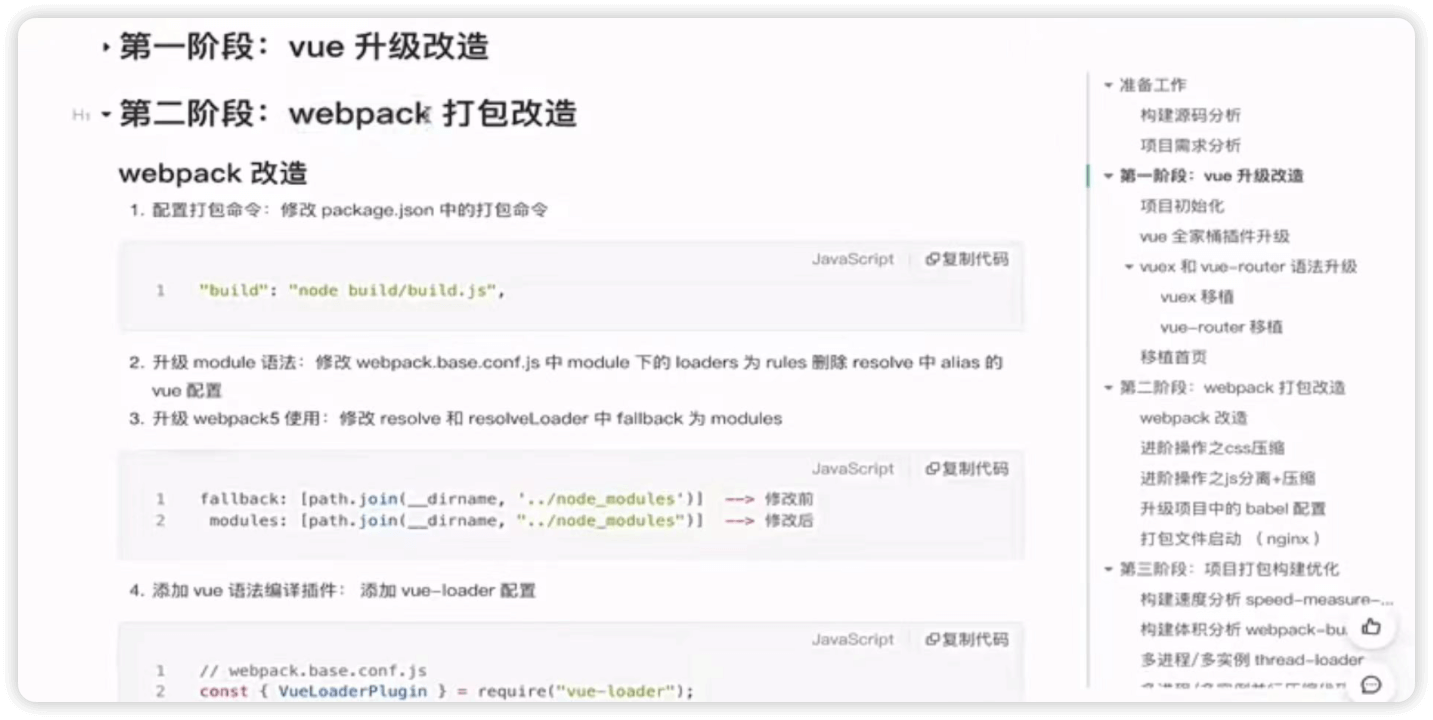 第一阶段：vue 升级改造
H1 第二阶段：webpack 打包改造
webpack 改造
1. 配置打包命令：修改 package.json 中的打包命令
JavaScript 复制代码
1 "build": "node build/build.js",
2. 升级 module 语法：修改 webpack.base.conf.js 中 module 下的 loaders 为 rules 删除 resolve 中 alias 的
vue 配置
3. 升级 webpack5 使用：修改 resolve 和 resolveLoader 中 fallback 为 modules
JavaScript 复制代码
1 fallback: [path.join(__dirname, '../node_modules')] --> 修改前
2 modules: [path.join(__dirname, "../node_modules")] --> 修改后
4. 添加 vue 语法编译插件： 添加 vue-loader 配置
JavaScript 复制代码
1 // webpack.base.conf.js
2 const { VueLoaderPlugin } = require("vue-loader");
准备工作
构建源码分析
项目需求分析
第一阶段：vue 升级改造
项目初始化
vue 全家桶插件升级
vuex 和 vue-router 语法升级
vuex 移植
vue-router 移植
移植首页
第二阶段：webpack 打包改造
webpack 改造
进阶操作之css压缩
进阶操作之js分离+压缩
升级项目中的 babel 配置
打包文件启动 （nginx）
第三阶段：项目打包构建优化
构建速度分析 speed-measure-...
构建体积分析 webpack-bu
多进程/多实例 thread-loader